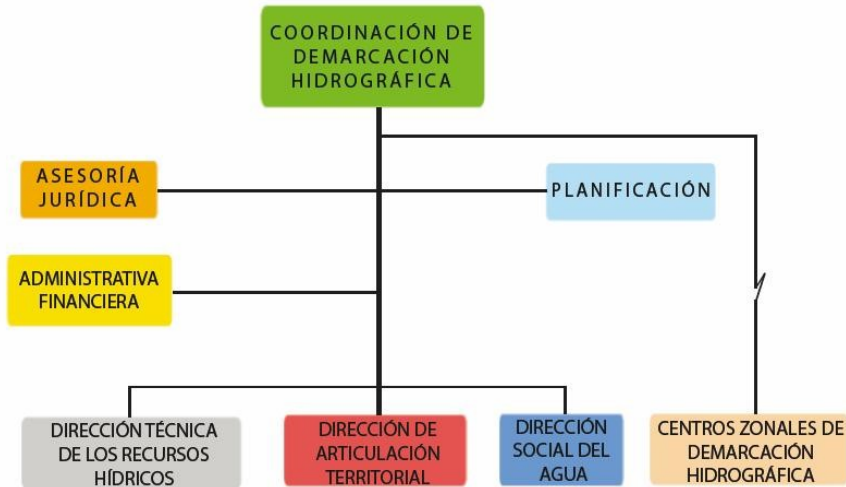 COORDINACIÓN DE
DEMARCACIÓN
HIDROGRÁFICA
ASESORÍA
JURÍDICA
PLANIFICACIÓN
ADMINISTRATIVA
FINANCIERA
DIRECCIÓN TÉCNICA
DE LOS RECURSOS
HÍDRICOS
DIRECCIÓN DE
ARTICULACIÓN
TERRITORIAL
DIRECCIÓN
SOCIAL DEL
AGUA
CENTROS ZONALES DE
DEMARCACIÓN
HIDROGRÁFICA